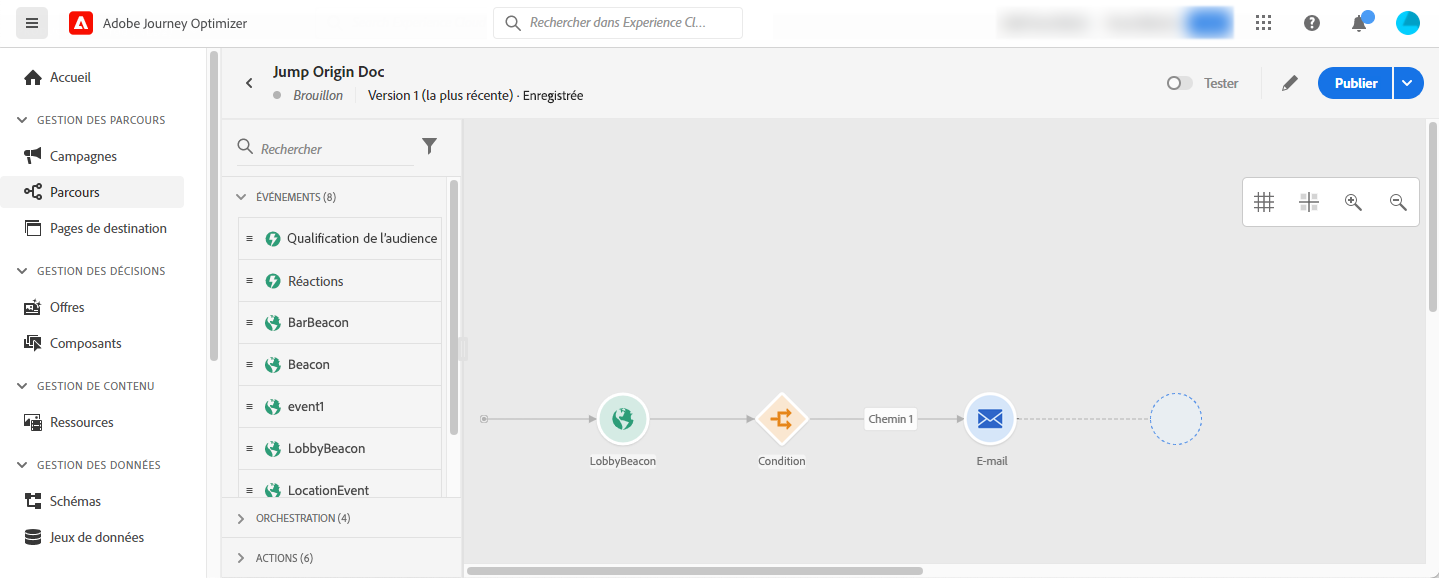 Adobe Journey Optimizer
Rechercher dans Experience Cl...
Accueil
GESTION DES PARCOURS
Campagnes
Parcours
Pages de destination
GESTION DES DÉCISIONS
Offres
Composants
GESTION DE CONTENU
Ressources
GESTION DES DONNÉES
Schémas
Jeux de données
Jump Origin Doc
Brouillon Version 1 (la plus récente) · Enregistrée
Tester
Publier
Rechercher
ÉVÉNEMENTS (8)
Qualification de l'audience
Réactions
BarBeacon
Beacon
event1
LobbyBeacon
LocationEvent
ORCHESTRATION (4)
ACTIONS (6)
Chemin 1
LobbyBeacon
Condition
E-mail